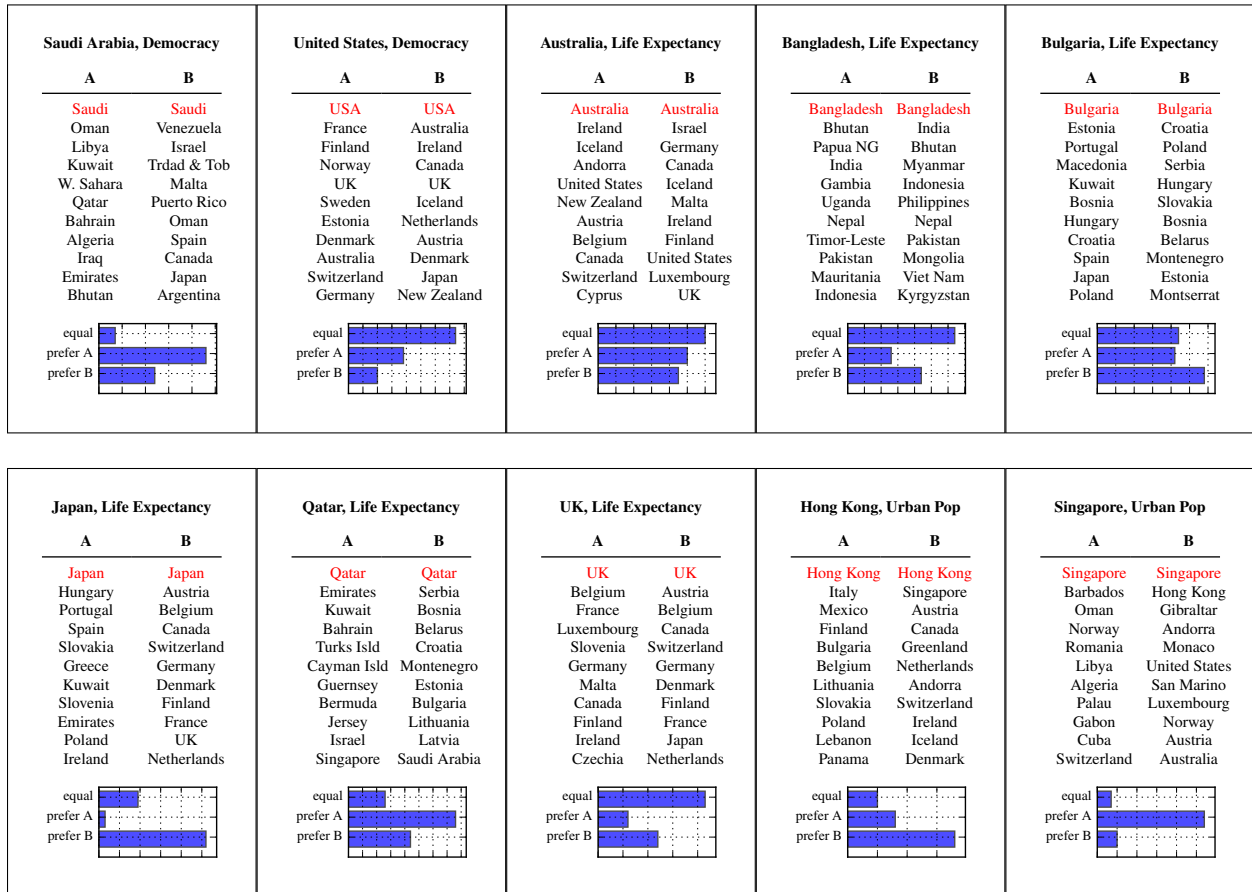 Saudi Arabia, Democracy
A B
Saudi Saudi
Oman Venezuela
Libya Israel
Kuwait Trdad & Tob
W. Sahara Malta
Qatar Puerto Rico
Bahrain Oman
Algeria Spain
Iraq Canada
Emirates Japan
Bhutan Argentina
equal
prefer A
prefer B
United States, Democracy
A B
USA USA
France Australia
Finland Ireland
Norway Canada
UK UK
Sweden Iceland
Estonia Netherlands
Denmark Austria
Australia Denmark
Switzerland Japan
Germany New Zealand
equal
prefer A
prefer B
Australia, Life Expectancy
A B
Australia Australia
Ireland Israel
Iceland Germany
Andorra Canada
United States Iceland
New Zealand Malta
Austria Ireland
Belgium Finland
Canada United States
Switzerland Luxembourg
Cyprus UK
equal
prefer A
prefer B
Bangladesh, Life Expectancy
A B
Bangladesh Bangladesh
Bhutan India
Papua NG Bhutan
India Myanmar
Gambia Indonesia
Uganda Philippines
Nepal Nepal
Timor-Leste Pakistan
Pakistan Mongolia
Mauritania Viet Nam
Indonesia Kyrgyzstan
equal
prefer A
prefer B
Bulgaria, Life Expectancy
A B
Bulgaria Bulgaria
Estonia Croatia
Portugal Poland
Macedonia Serbia
Kuwait Hungary
Bosnia Slovakia
Hungary Bosnia
Croatia Belarus
Spain Montenegro
Japan Estonia
Poland Montserrat
equal
prefer A
prefer B
Japan, Life Expectancy
A B
Japan Japan
Hungary Austria
Portugal Belgium
Spain Canada
Slovakia Switzerland
Greece Germany
Kuwait Denmark
Slovenia Finland
Emirates France
Poland UK
Ireland Netherlands
equal
prefer A
prefer B
Qatar, Life Expectancy
A B
Qatar Qatar
Emirates Serbia
Kuwait Bosnia
Bahrain Belarus
Turks Isld Croatia
Cayman Isld Montenegro
Guernsey Estonia
Bermuda Bulgaria
Jersey Lithuania
Israel Latvia
Singapore Saudi Arabia
equal
prefer A
prefer B
UK, Life Expectancy
A B
UK UK
Belgium Austria
France Belgium
Luxembourg Canada
Slovenia Switzerland
Germany Germany
Malta Denmark
Canada Finland
Finland France
Ireland Japan
Czechia Netherlands
equal
prefer A
prefer B
Hong Kong, Urban Pop
A B
Hong Kong Hong Kong
Italy Singapore
Mexico Austria
Finland Canada
Bulgaria Greenland
Belgium Netherlands
Lithuania Andorra
Slovakia Switzerland
Poland Ireland
Lebanon Iceland
Panama Denmark
equal
prefer A
prefer B
Singapore, Urban Pop
A B
Singapore Singapore
Barbados Hong Kong
Oman Gibraltar
Norway Andorra
Romania Monaco
Libya United States
Algeria San Marino
Palau Luxembourg
Gabon Norway
Cuba Austria
Switzerland Australia
equal
prefer A
prefer B